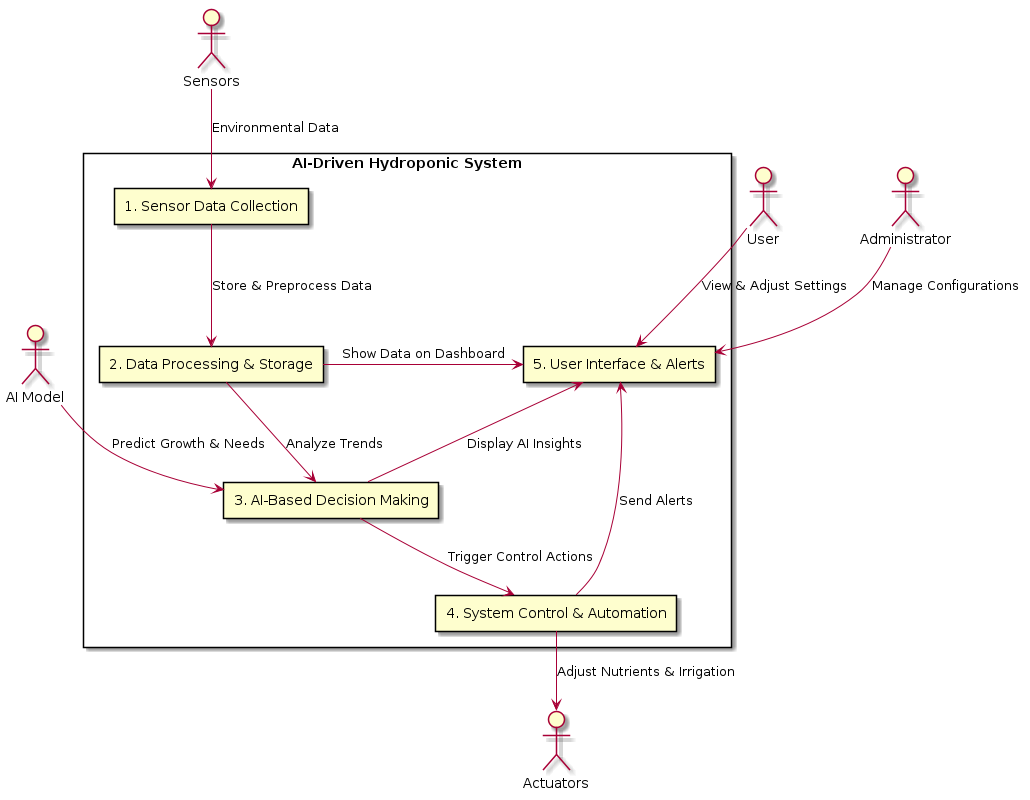 Sensors
Environmental Data
AI-Driven Hydroponic System
1. Sensor Data Collection
User
Administrator
Store & Preprocess Data
View & Adjust Settings
Manage Configurations
AI Model
2. Data Processing & Storage
Show Data on Dashboard
5. User Interface & Alerts
Predict Growth & Needs
Analyze Trends
Display AI Insights
3. AI-Based Decision Making
Send Alerts
Trigger Control Actions
4. System Control & Automation
Adjust Nutrients & Irrigation
Actuators